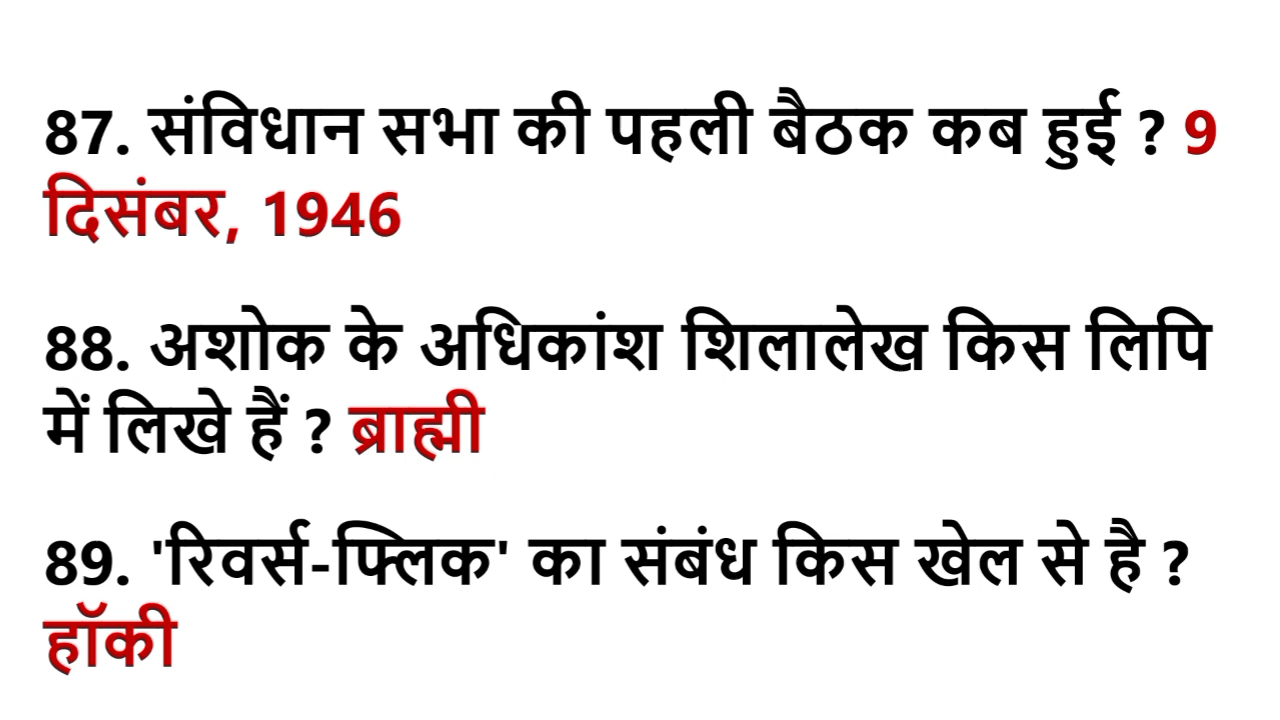 87. संविधान सभा की पहली बैठक कब हुई ? 9
दिसंबर, 1946
88. अशोक के अधिकांश शिलालेख किस लिपि
में लिखे हैं ? ब्राह्मी
89. 'रिवर्स-फ्लिक' का संबंध किस खेल से है ?
हॉकी